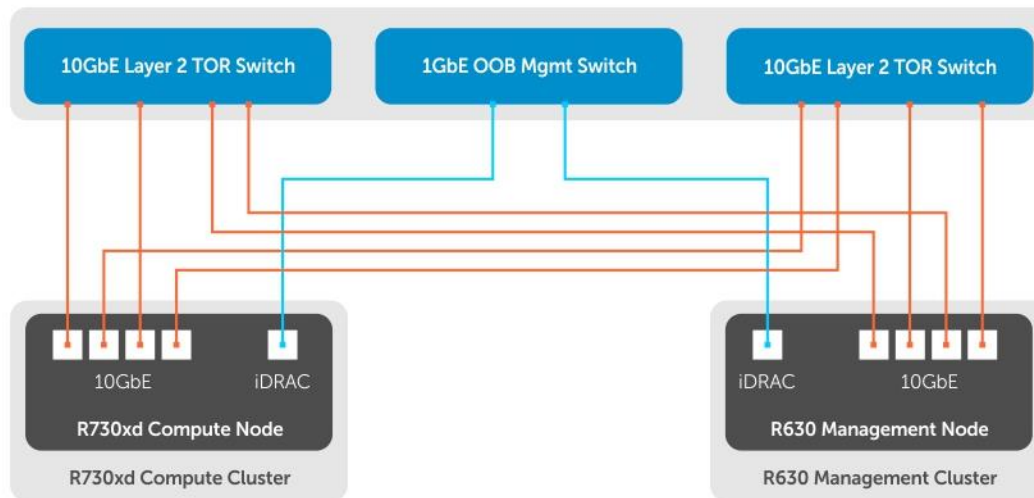 10GbE Layer 2 TOR Switch
1GbE OOB Mgmt Switch
10GbE Layer 2 TOR Switch
10GbE
iDRAC
R730xd Compute Node
R730xd Compute Cluster
iDRAC
10GbE
R630 Management Node
R630 Management Cluster